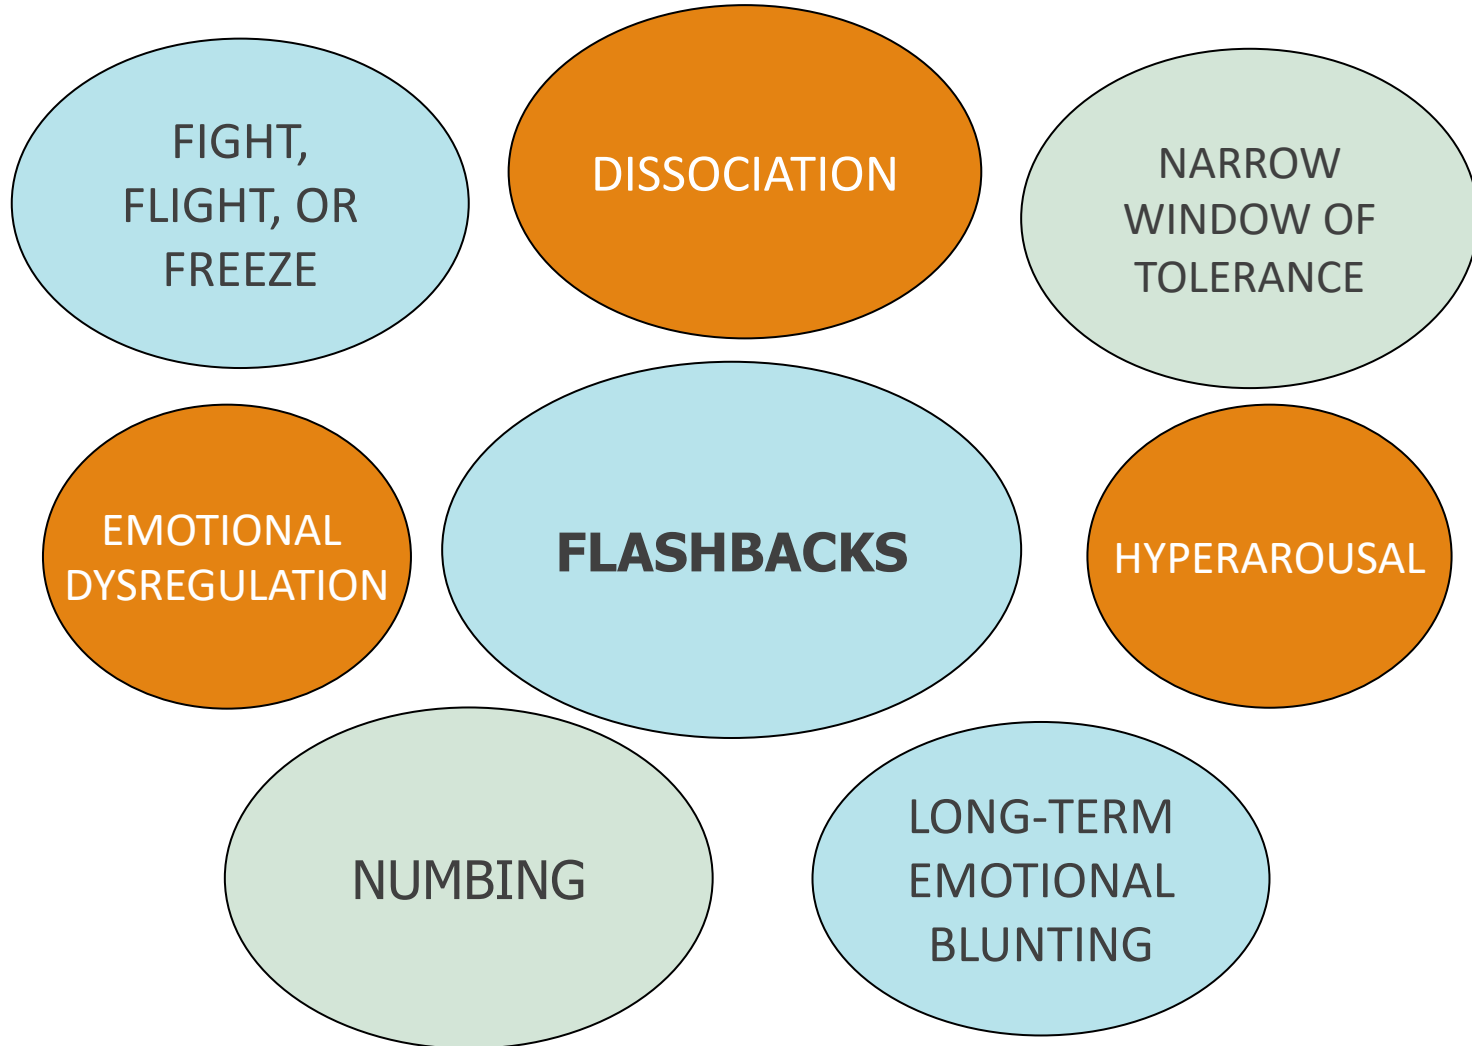 FIGHT,
FLIGHT, OR
FREEZE
DISSOCIATION
NARROW
WINDOW OF
TOLERANCE
EMOTIONAL
DYSREGULATION
FLASHBACKS
HYPERAROUSAL
NUMBING
LONG-TERM
EMOTIONAL
BLUNTING